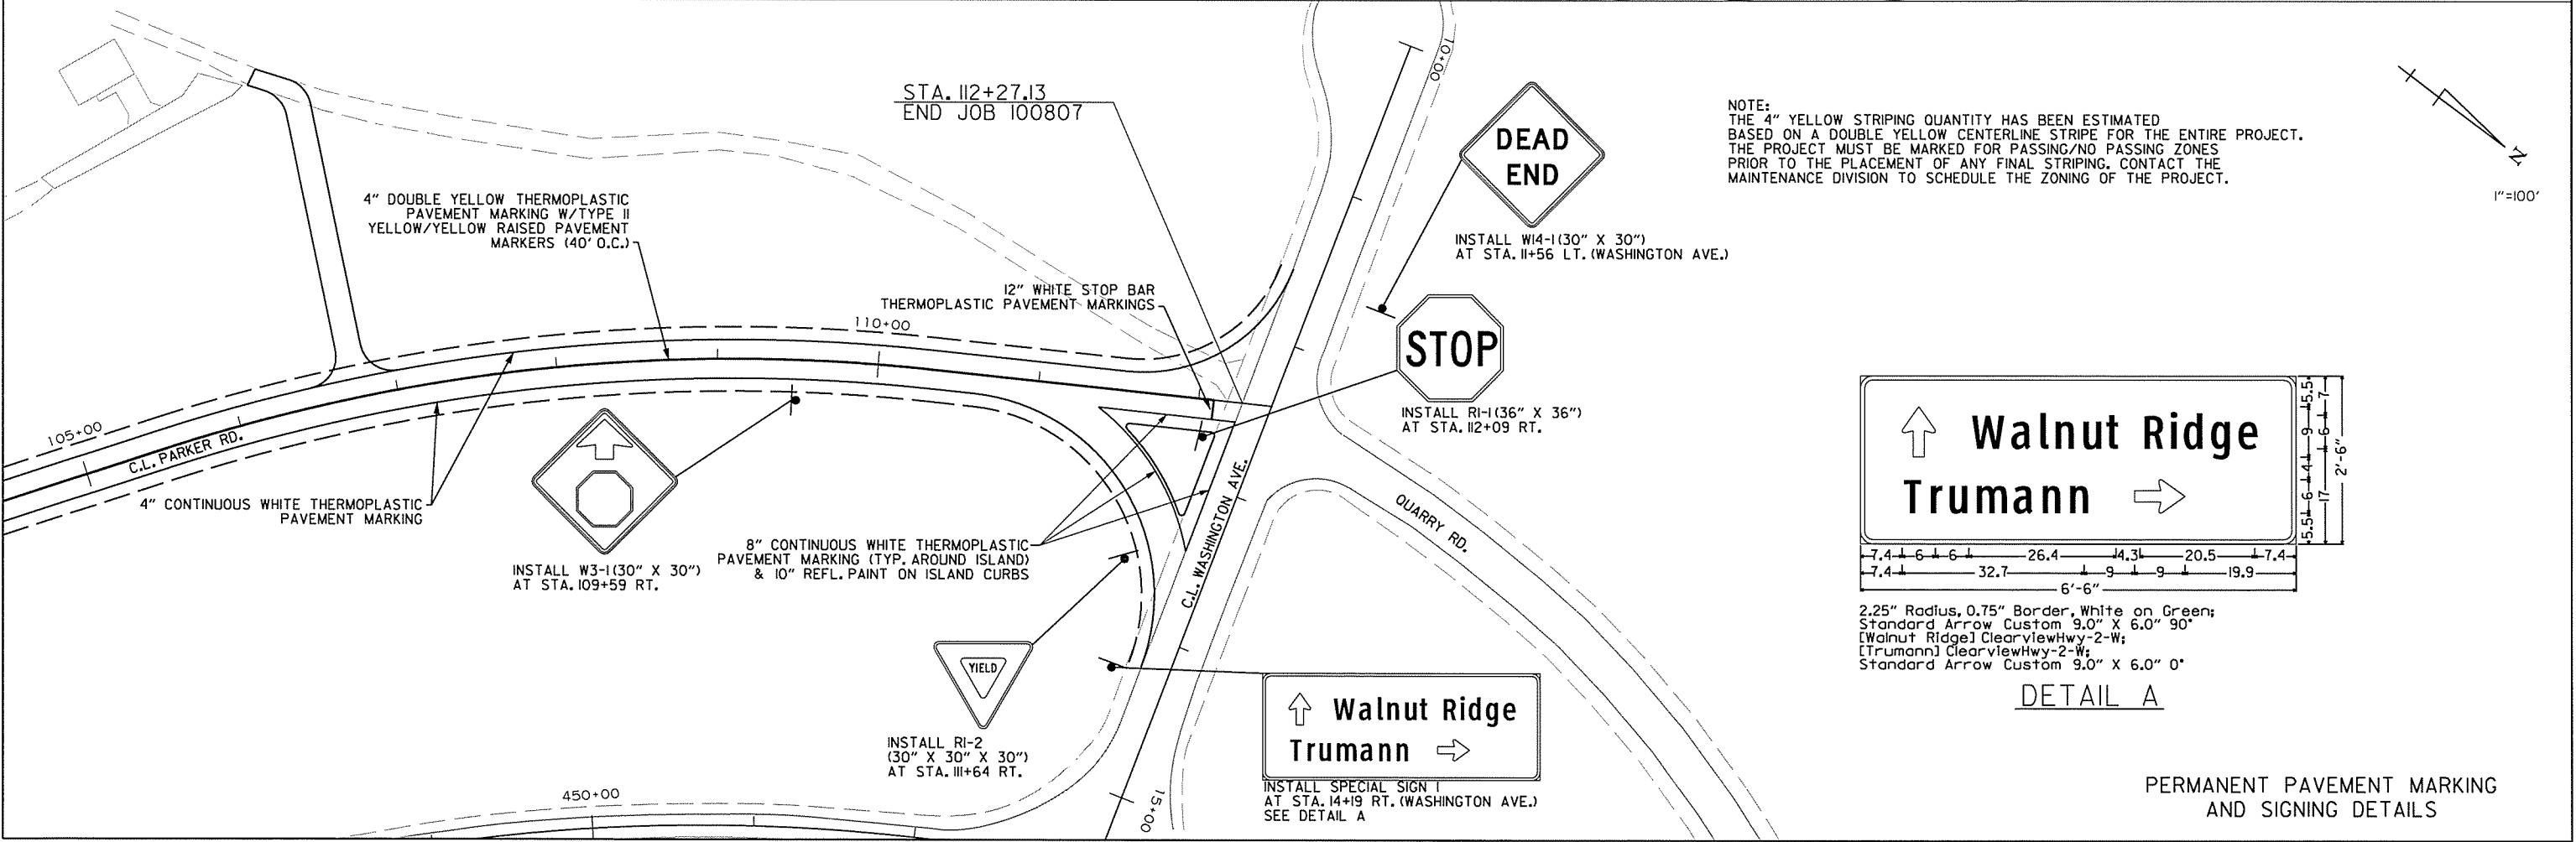 STA. 112+27.13
END JOB 100807
10+00
DEAD
END
INSTALL W14-1 (30" X 30")
AT STA. 11+56 LT. (WASHINGTON AVE.)
NOTE:
THE 4" YELLOW STRIPING QUANTITY HAS BEEN ESTIMATED
BASED ON A DOUBLE YELLOW CENTERLINE STRIPE FOR THE ENTIRE PROJECT.
THE PROJECT MUST BE MARKED FOR PASSING/NO PASSING ZONES
PRIOR TO THE PLACEMENT OF ANY FINAL STRIPING. CONTACT THE
MAINTENANCE DIVISION TO SCHEDULE THE ZONING OF THE PROJECT.
N
1"=100'
4" DOUBLE YELLOW THERMOPLASTIC
PAVEMENT MARKING W/TYPE II
YELLOW/YELLOW RAISED PAVEMENT
MARKERS (40' O.C.)
12" WHITE STOP BAR
THERMOPLASTIC PAVEMENT MARKINGS
110+00
STOP
INSTALL R1-1 (36" X 36")
AT STA. 112+09 RT.
105+00
C.L. PARKER RD.
4" CONTINUOUS WHITE THERMOPLASTIC
PAVEMENT MARKING
INSTALL W3-1 (30" X 30")
AT STA. 109+59 RT.
8" CONTINUOUS WHITE THERMOPLASTIC
PAVEMENT MARKING (TYP. AROUND ISLAND)
& 10" REFL. PAINT ON ISLAND CURBS
C.L. WASHINGTON AVE.
QUARRY RD.
YIELD
INSTALL R1-2
(30" X 30" X 30")
AT STA. 111+64 RT.
450+00
15+00
Walnut Ridge
Trumann
INSTALL SPECIAL SIGN 1
AT STA. 14+19 RT. (WASHINGTON AVE.)
SEE DETAIL A
Walnut Ridge
Trumann
5.5 6 4 9 5.5
17 6 7
2'-6"
7.4 6 6 26.4 4.3 20.5 7.4
7.4 32.7 9 9 19.9
6'-6"
2.25" Radius, 0.75" Border, White on Green;
Standard Arrow Custom 9.0" X 6.0" 90°
[Walnut Ridge] ClearviewHwy-2-W;
[Trumann] ClearviewHwy-2-W;
Standard Arrow Custom 9.0" X 6.0" 0°
DETAIL A
PERMANENT PAVEMENT MARKING
AND SIGNING DETAILS